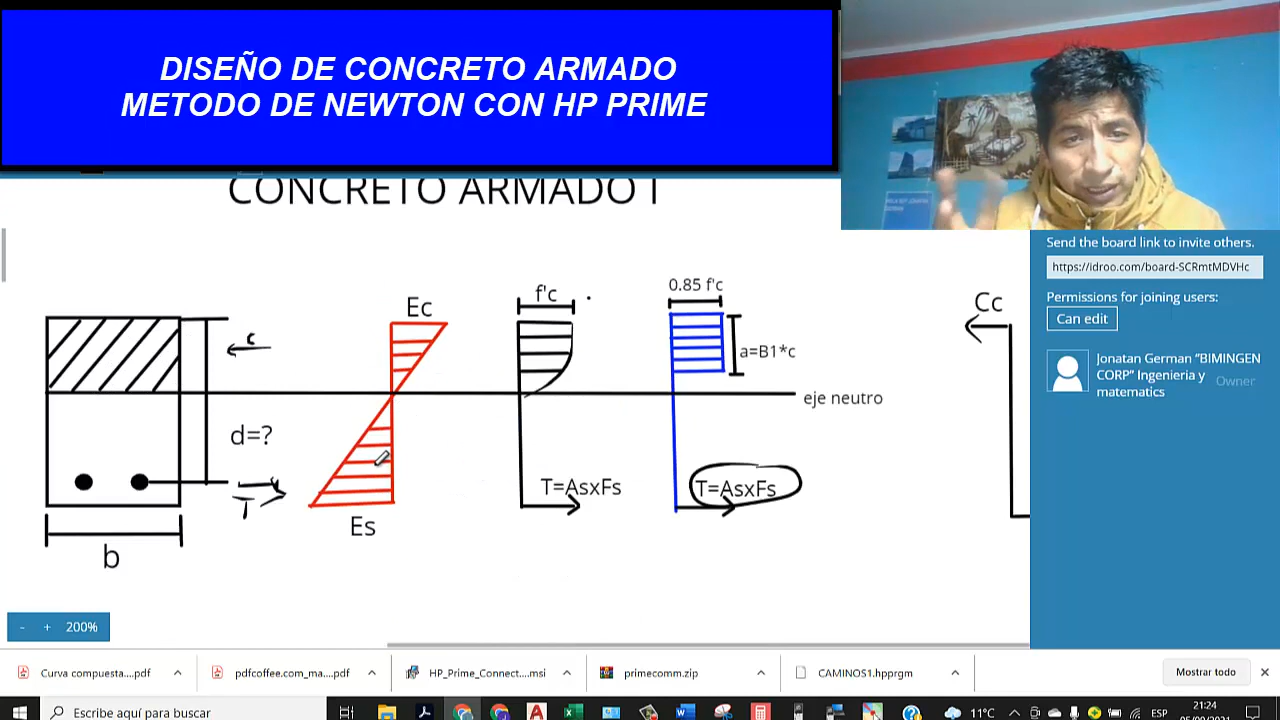 DISEÑO DE CONCRETO ARMADO
METODO DE NEWTON CON HP PRIME
CONCRETO ARMADO I
Send the board link to invite others.
https://idroo.com/board-SCRmtMDVHc
Permissions for joining users:
Can edit
Jonatan German “BIMINGEN
CORP” Ingenieria y
matematics
Owner
Ec
f'c
0.85 f'c
Cc
c
a=B1*c
eje neutro
d=?
T
T=AsxFs
T=AsxFs
Es
b
- + 200%
Curva compuesta....pdf
pdfcoffee.com_ma....pdf
HP_Prime_Connect....msi
primecomm.zip
CAMINOS1.hpprgm
Mostrar todo
Escribe aquí para buscar
11°C
ESP
21:24